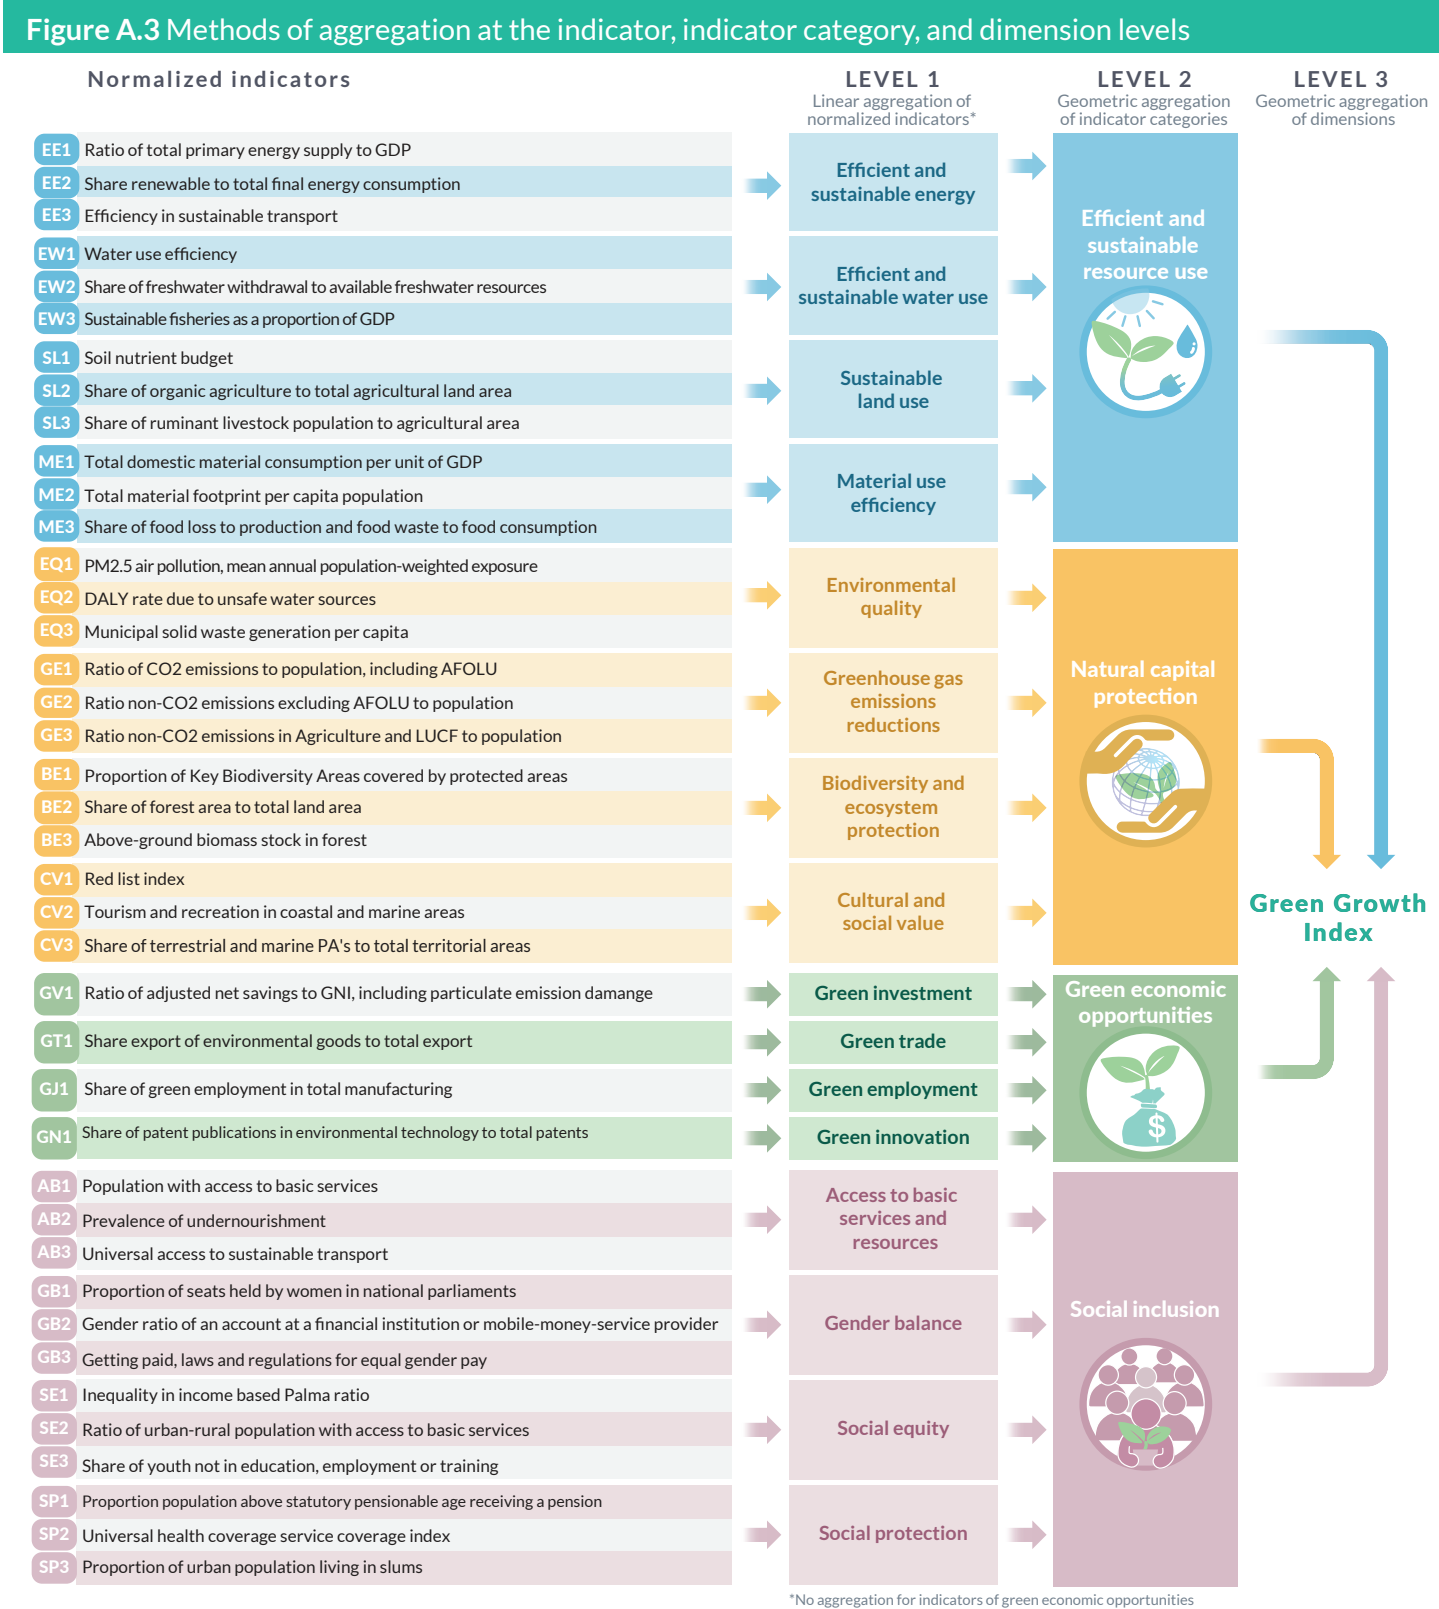 Figure A.3 Methods of aggregation at the indicator, indicator category, and dimension levels
Normalized indicators
LEVEL 1
Linear aggregation of
normalized indicators*
LEVEL 2
Geometric aggregation
of indicator categories
LEVEL 3
Geometric aggregation
of dimensions
EE1 Ratio of total primary energy supply to GDP
EE2 Share renewable to total final energy consumption
EE3 Efficiency in sustainable transport
Efficient and
sustainable energy
EW1 Water use efficiency
EW2 Share of freshwater withdrawal to available freshwater resources
EW3 Sustainable fisheries as a proportion of GDP
Efficient and
sustainable water use
SL1 Soil nutrient budget
SL2 Share of organic agriculture to total agricultural land area
SL3 Share of ruminant livestock population to agricultural area
Sustainable
land use
ME1 Total domestic material consumption per unit of GDP
ME2 Total material footprint per capita population
ME3 Share of food loss to production and food waste to food consumption
Material use
efficiency
Efficient and
sustainable
resource use
EQ1 PM2.5 air pollution, mean annual population-weighted exposure
EQ2 DALY rate due to unsafe water sources
EQ3 Municipal solid waste generation per capita
Environmental
quality
GE1 Ratio of CO2 emissions to population, including AFOLU
GE2 Ratio non-CO2 emissions excluding AFOLU to population
GE3 Ratio non-CO2 emissions in Agriculture and LUCF to population
Greenhouse gas
emissions
reductions
BE1 Proportion of Key Biodiversity Areas covered by protected areas
BE2 Share of forest area to total land area
BE3 Above-ground biomass stock in forest
Biodiversity and
ecosystem
protection
CV1 Red list index
CV2 Tourism and recreation in coastal and marine areas
CV3 Share of terrestrial and marine PA's to total territorial areas
Cultural and
social value
Natural capital
protection
Green Growth
Index
GV1 Ratio of adjusted net savings to GNI, including particulate emission damange
Green investment
GT1 Share export of environmental goods to total export
Green trade
GJ1 Share of green employment in total manufacturing
Green employment
GN1 Share of patent publications in environmental technology to total patents
Green innovation
Green economic
opportunities
$
AB1 Population with access to basic services
AB2 Prevalence of undernourishment
AB3 Universal access to sustainable transport
Access to basic
services and
resources
GB1 Proportion of seats held by women in national parliaments
GB2 Gender ratio of an account at a financial institution or mobile-money-service provider
GB3 Getting paid, laws and regulations for equal gender pay
Gender balance
SE1 Inequality in income based Palma ratio
SE2 Ratio of urban-rural population with access to basic services
SE3 Share of youth not in education, employment or training
Social equity
SP1 Proportion population above statutory pensionable age receiving a pension
SP2 Universal health coverage service coverage index
SP3 Proportion of urban population living in slums
Social protection
Social inclusion
*No aggregation for indicators of green economic opportunities